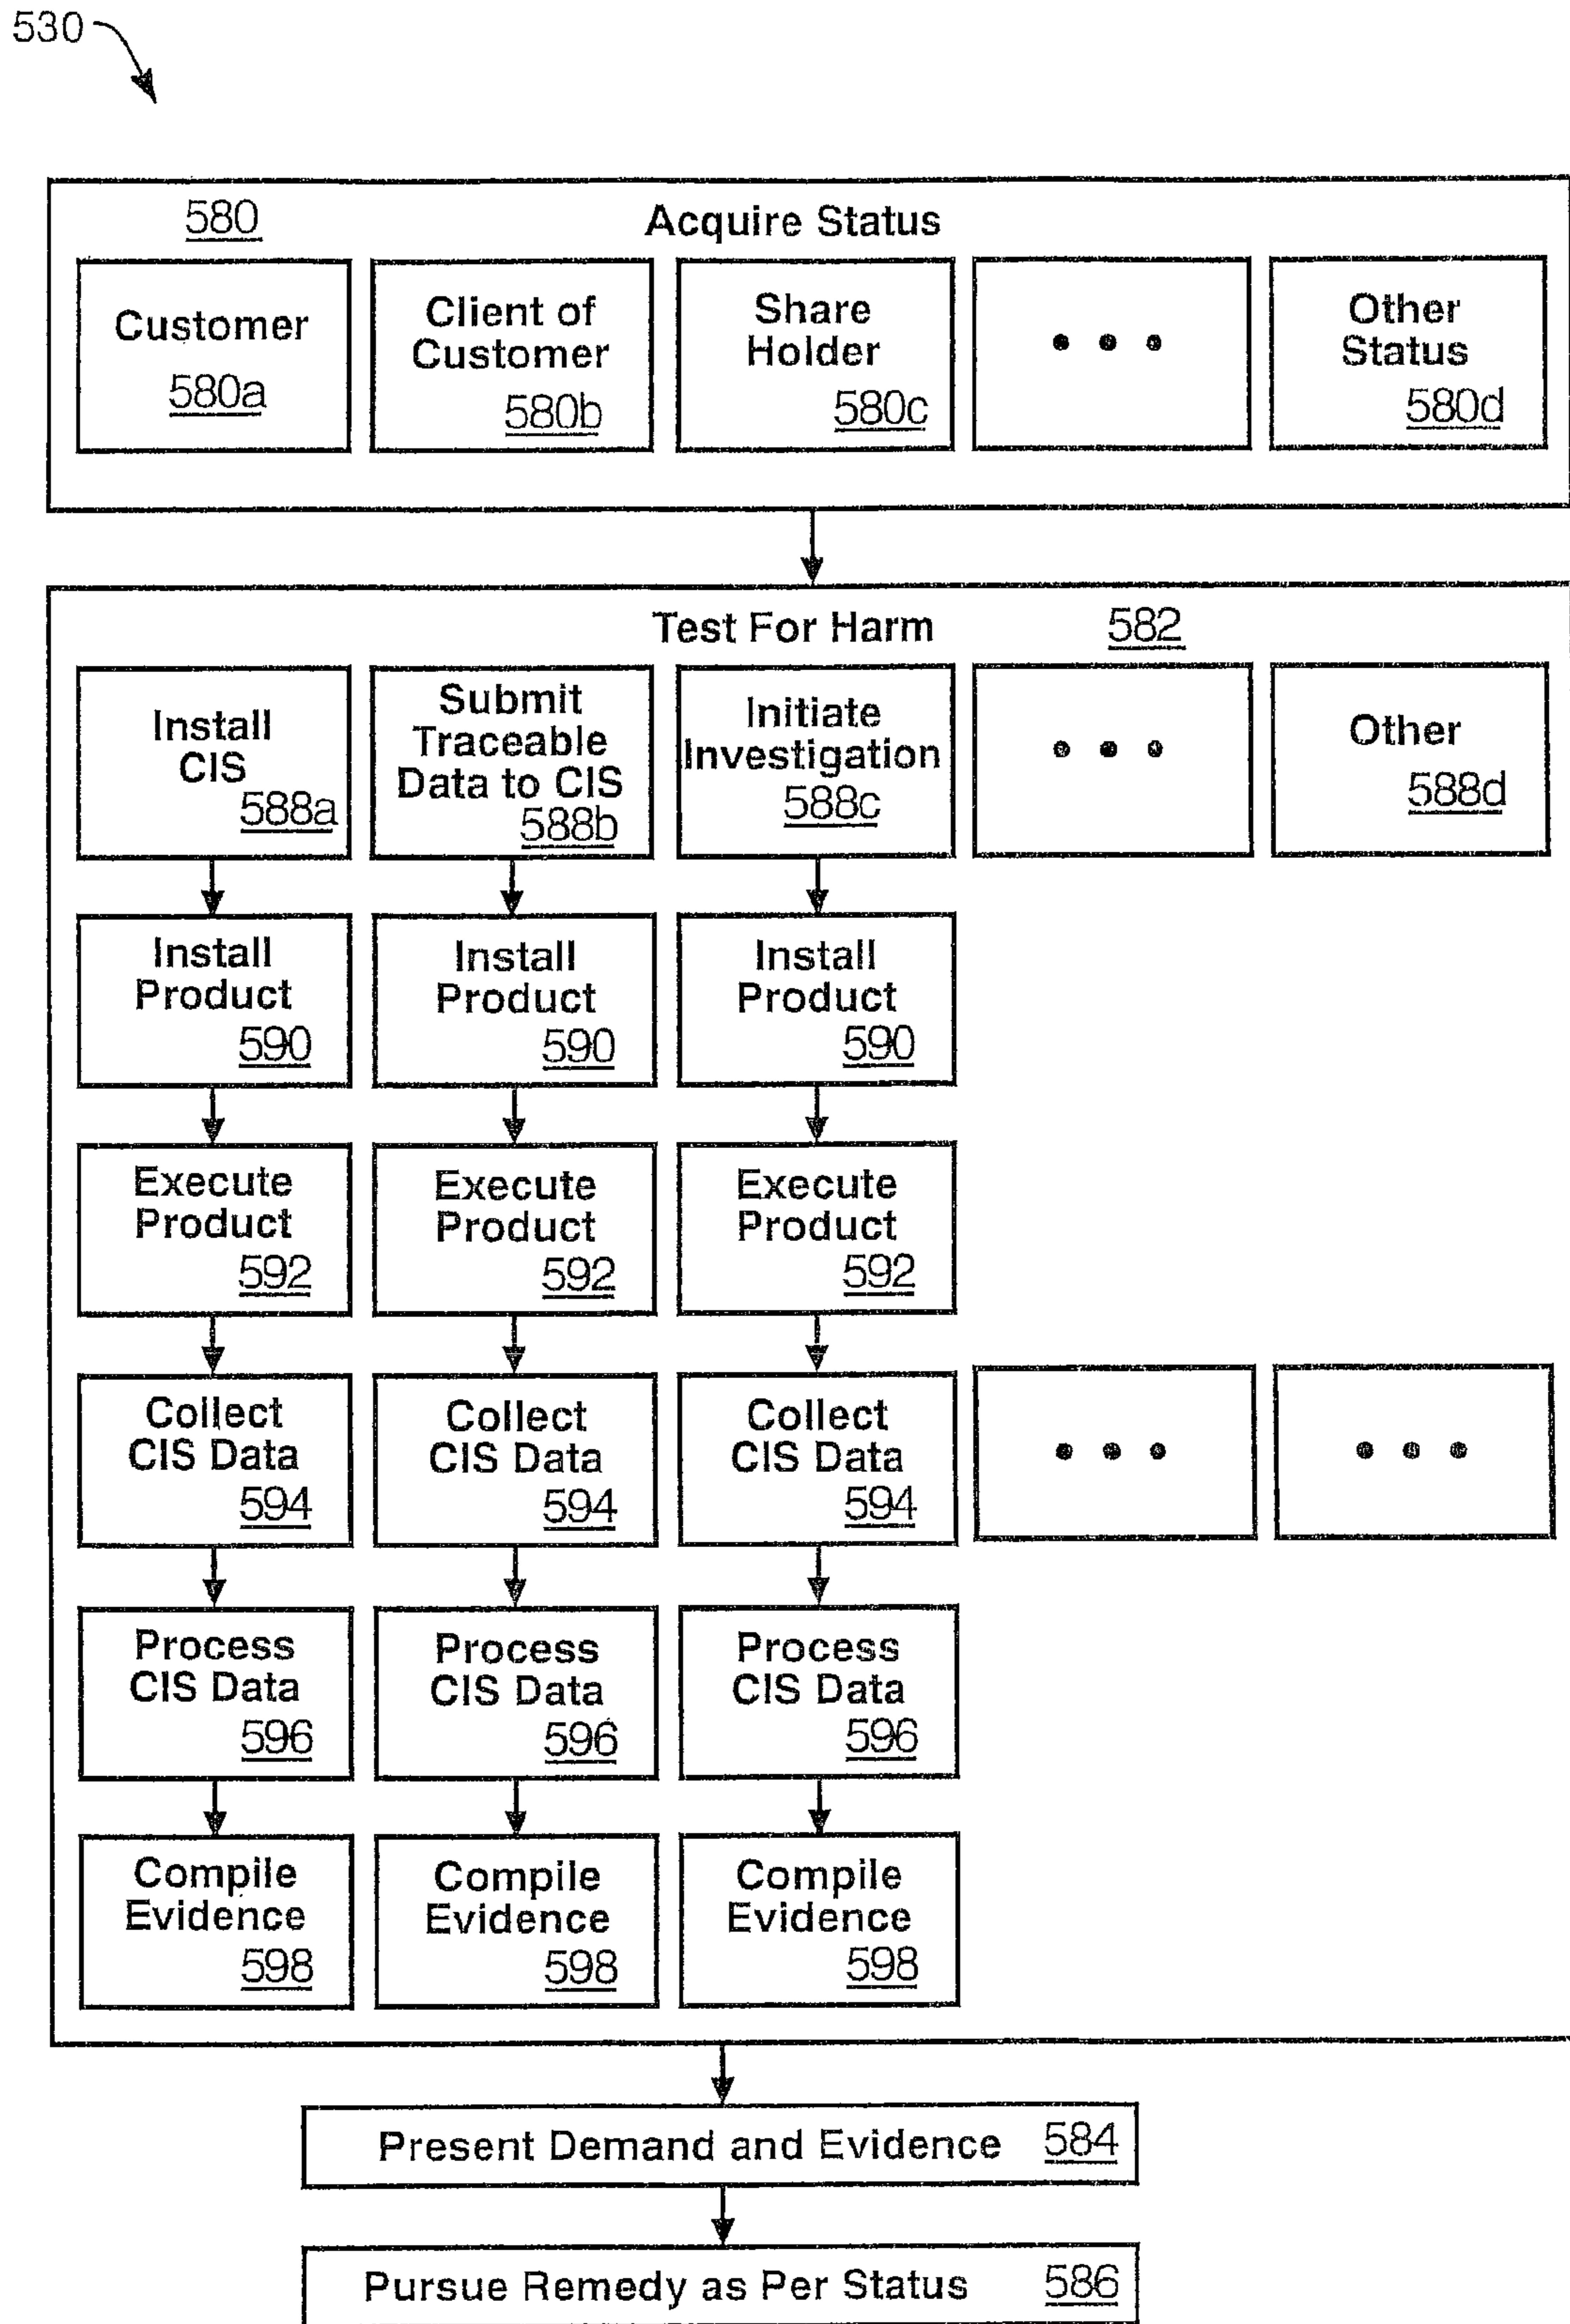 530
580 Acquire Status
Customer
580a
Client of
Customer
580b
Share
Holder
580c
• • •
Other
Status
580d
Test For Harm 582
Install
CIS
588a
Submit
Traceable
Data to CIS
588b
Initiate
Investigation
588c
• • •
Other
588d
Install
Product
590
Install
Product
590
Install
Product
590
Execute
Product
592
Execute
Product
592
Execute
Product
592
Collect
CIS Data
594
Collect
CIS Data
594
Collect
CIS Data
594
• • •
• • •
Process
CIS Data
596
Process
CIS Data
596
Process
CIS Data
596
Compile
Evidence
598
Compile
Evidence
598
Compile
Evidence
598
Present Demand and Evidence 584
Pursue Remedy as Per Status 586